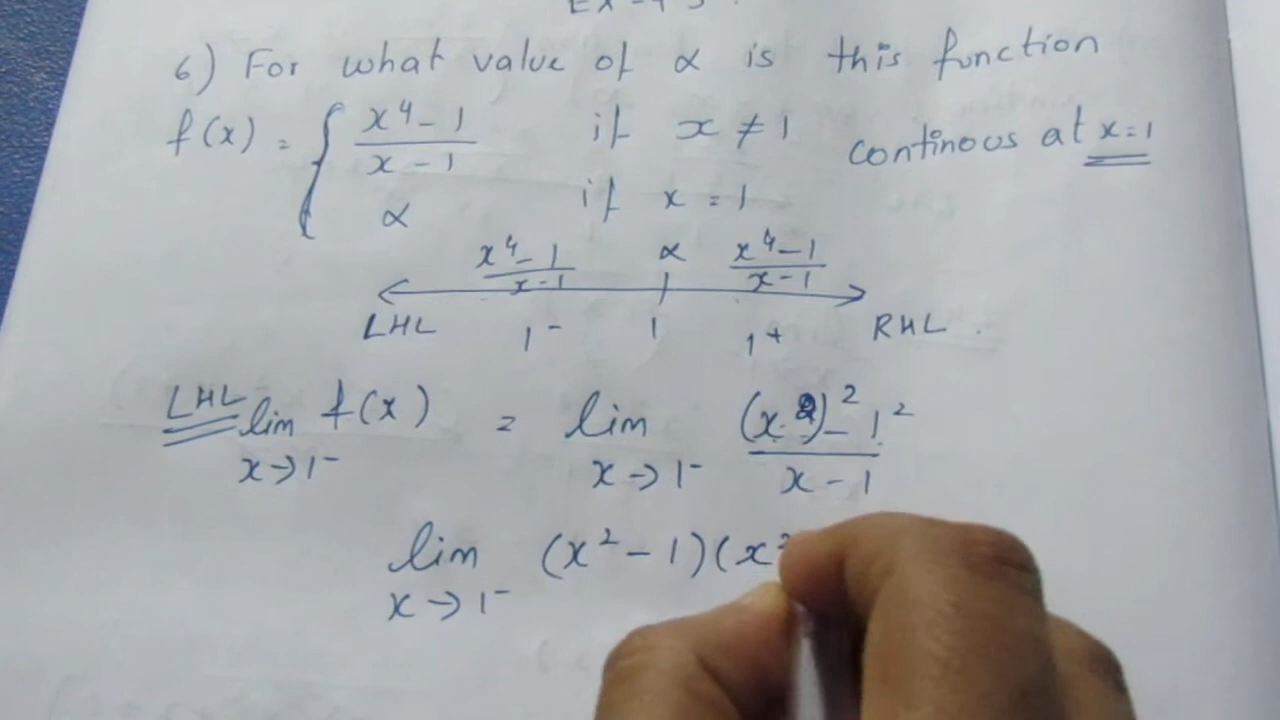 6) For what value of α is this function
f(x) = { x⁴-1 / x-1 if x ≠ 1 continous at x=1
α if x = 1
x⁴-1 / x-1 α x⁴-1 / x-1
LHL 1⁻ 1 1⁺ RHL .
LHL lim x→1⁻ f(x) = lim x→1⁻ (x²)²-1² / x-1
lim x→1⁻ (x²-1)(x²